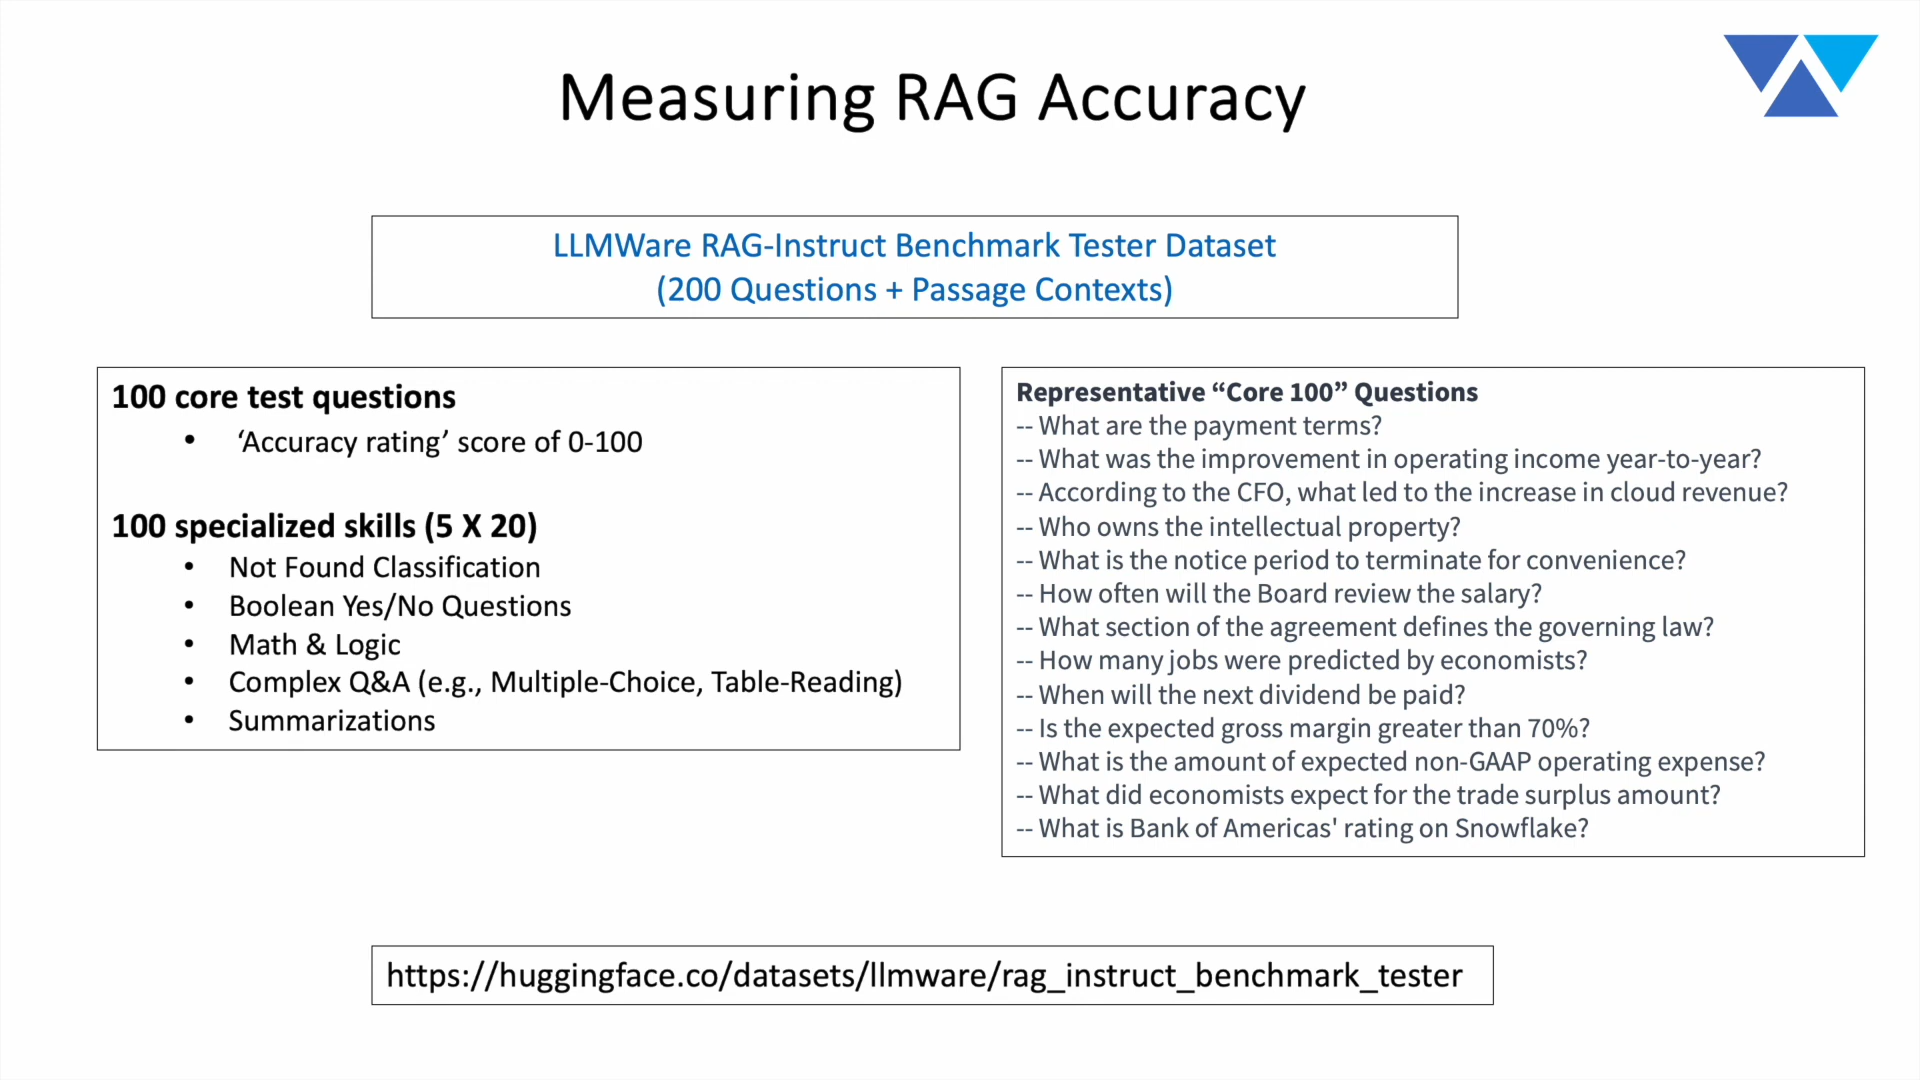 Measuring RAG Accuracy
LLMWare RAG-Instruct Benchmark Tester Dataset
(200 Questions + Passage Contexts)
100 core test questions
• ‘Accuracy rating’ score of 0-100
100 specialized skills (5 X 20)
• Not Found Classification
• Boolean Yes/No Questions
• Math & Logic
• Complex Q&A (e.g., Multiple-Choice, Table-Reading)
• Summarizations
Representative “Core 100” Questions
-- What are the payment terms?
-- What was the improvement in operating income year-to-year?
-- According to the CFO, what led to the increase in cloud revenue?
-- Who owns the intellectual property?
-- What is the notice period to terminate for convenience?
-- How often will the Board review the salary?
-- What section of the agreement defines the governing law?
-- How many jobs were predicted by economists?
-- When will the next dividend be paid?
-- Is the expected gross margin greater than 70%?
-- What is the amount of expected non-GAAP operating expense?
-- What did economists expect for the trade surplus amount?
-- What is Bank of Americas' rating on Snowflake?
https://huggingface.co/datasets/llmware/rag_instruct_benchmark_tester